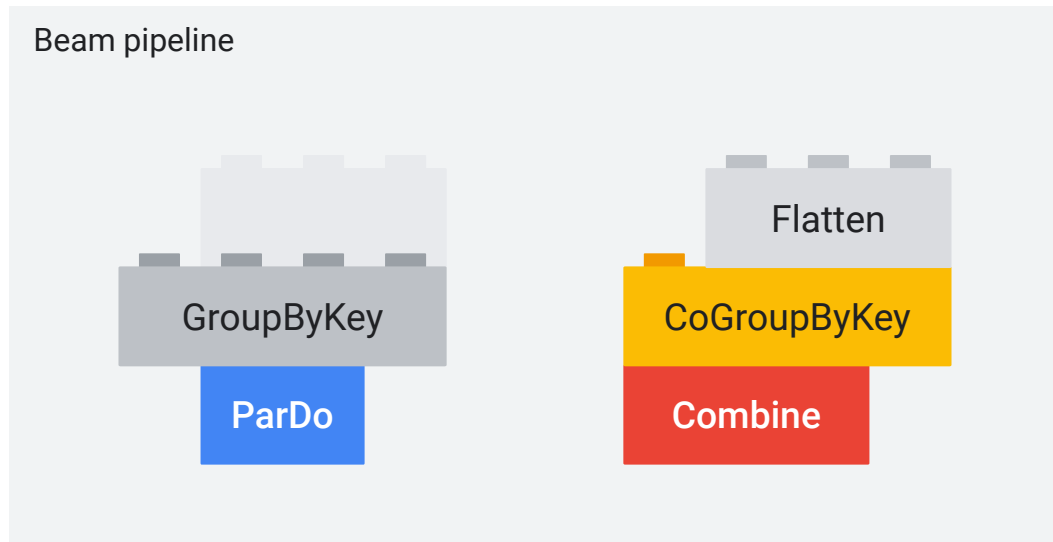 Beam pipeline
Flatten
GroupByKey
CoGroupByKey
ParDo
Combine